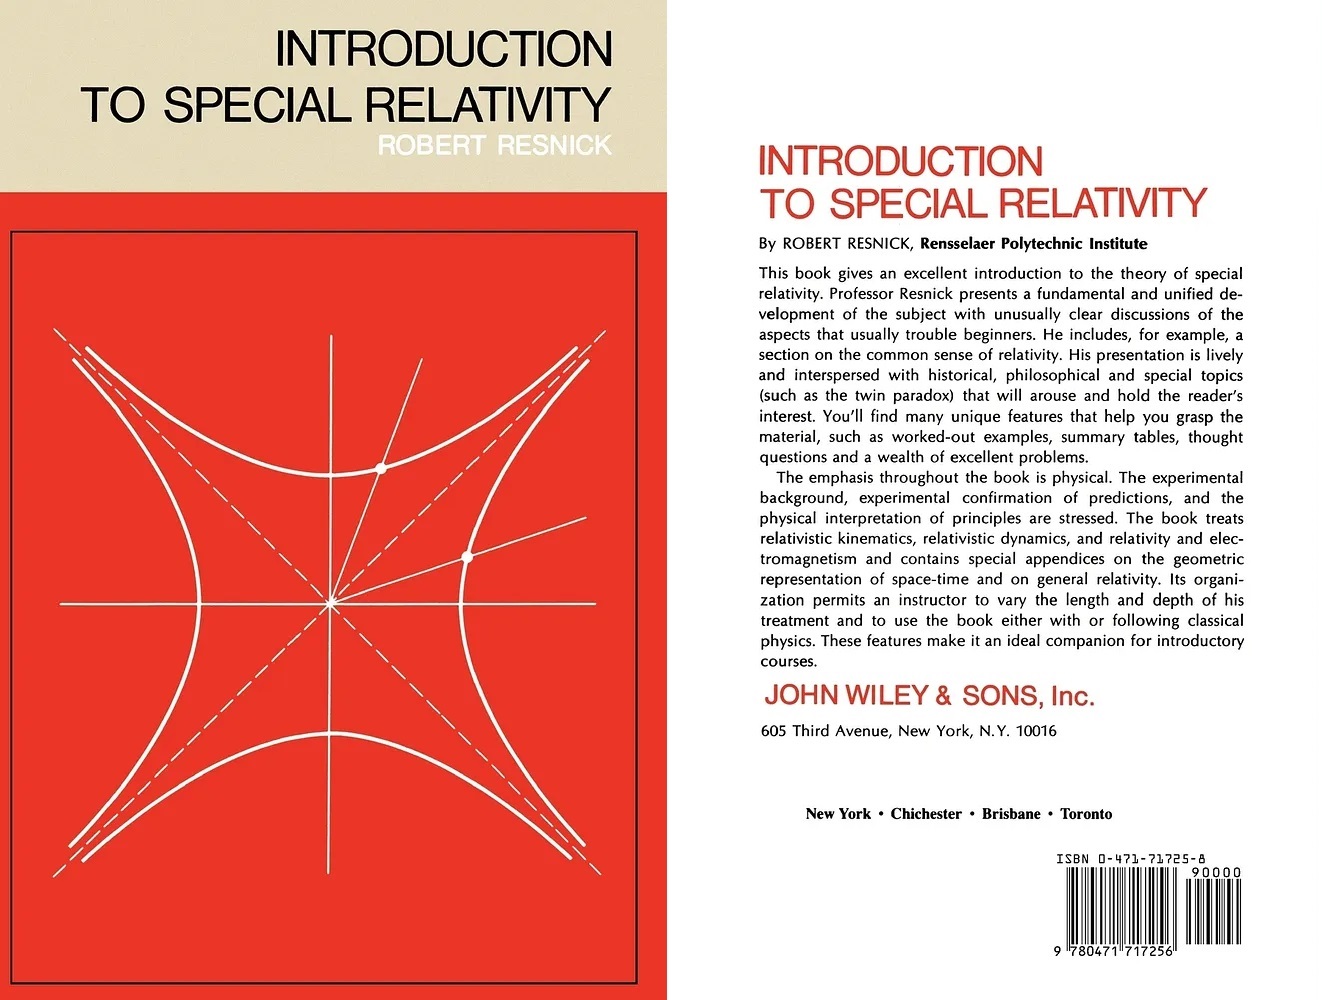 INTRODUCTION
TO SPECIAL RELATIVITY
ROBERT RESNICK
INTRODUCTION
TO SPECIAL RELATIVITY
By ROBERT RESNICK, Rensselaer Polytechnic Institute
This book gives an excellent introduction to the theory of special
relativity. Professor Resnick presents a fundamental and unified de-
velopment of the subject with unusually clear discussions of the
aspects that usually trouble beginners. He includes, for example, a
section on the common sense of relativity. His presentation is lively
and interspersed with historical, philosophical and special topics
(such as the twin paradox) that will arouse and hold the reader's
interest. You'll find many unique features that help you grasp the
material, such as worked-out examples, summary tables, thought
questions and a wealth of excellent problems.
The emphasis throughout the book is physical. The experimental
background, experimental confirmation of predictions, and the
physical interpretation of principles are stressed. The book treats
relativistic kinematics, relativistic dynamics, and relativity and elec-
tromagnetism and contains special appendices on the geometric
representation of space-time and on general relativity. Its organi-
zation permits an instructor to vary the length and depth of his
treatment and to use the book either with or following classical
physics. These features make it an ideal companion for introductory
courses.
JOHN WILEY & SONS, Inc.
605 Third Avenue, New York, N.Y. 10016
New York • Chichester • Brisbane • Toronto
ISBN 0-471-71725-8
90000
9 780471 717256